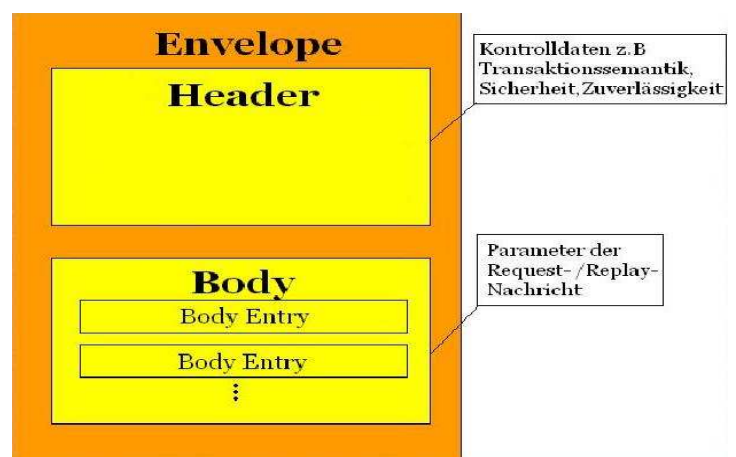 Envelope
Header
Kontrolldaten z.B
Transaktionssemantik,
Sicherheit,Zuverlässigkeit
Body
Body Entry
Body Entry
Parameter der
Request- /Replay-
Nachricht